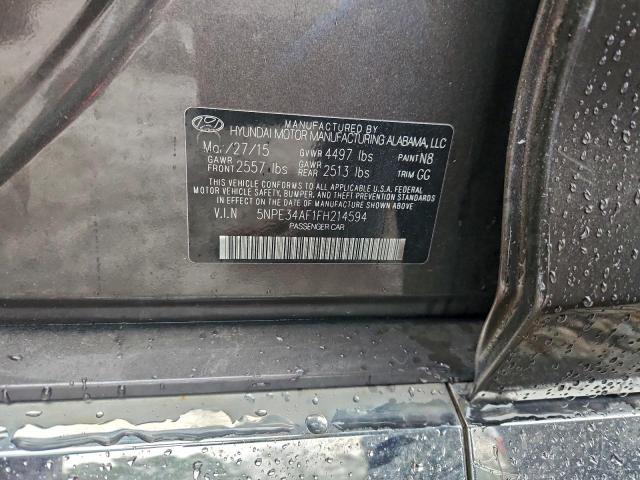 MANUFACTURED BY
HYUNDAI MOTOR MANUFACTURING ALABAMA, LLC
Mo./27/15 GVWR 4497 lbs PAINT N8
GAWR FRONT 2557 lbs GAWR REAR 2513 lbs TRIM GG
THIS VEHICLE CONFORMS TO ALL APPLICABLE U.S.A. FEDERAL
MOTOR VEHICLE SAFETY, BUMPER, AND THEFT PREVENTION
STANDARDS IN EFFECT ON THE DATE OF MANUFACTURE SHOWN ABOVE.
V.I.N 5NPE34AF1FH214594
PASSENGER CAR